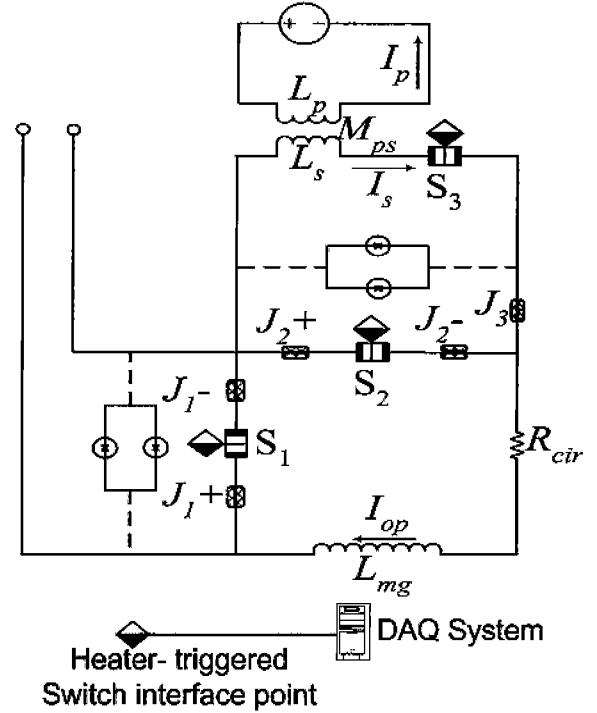 + -
I_p
L_p
M_ps
L_s
I_s
S_3
J_2+
J_2-
J_3
S_2
J_1-
S_1
J_1+
R_cir
I_op
L_mg
DAQ System
Heater- triggered
Switch interface point